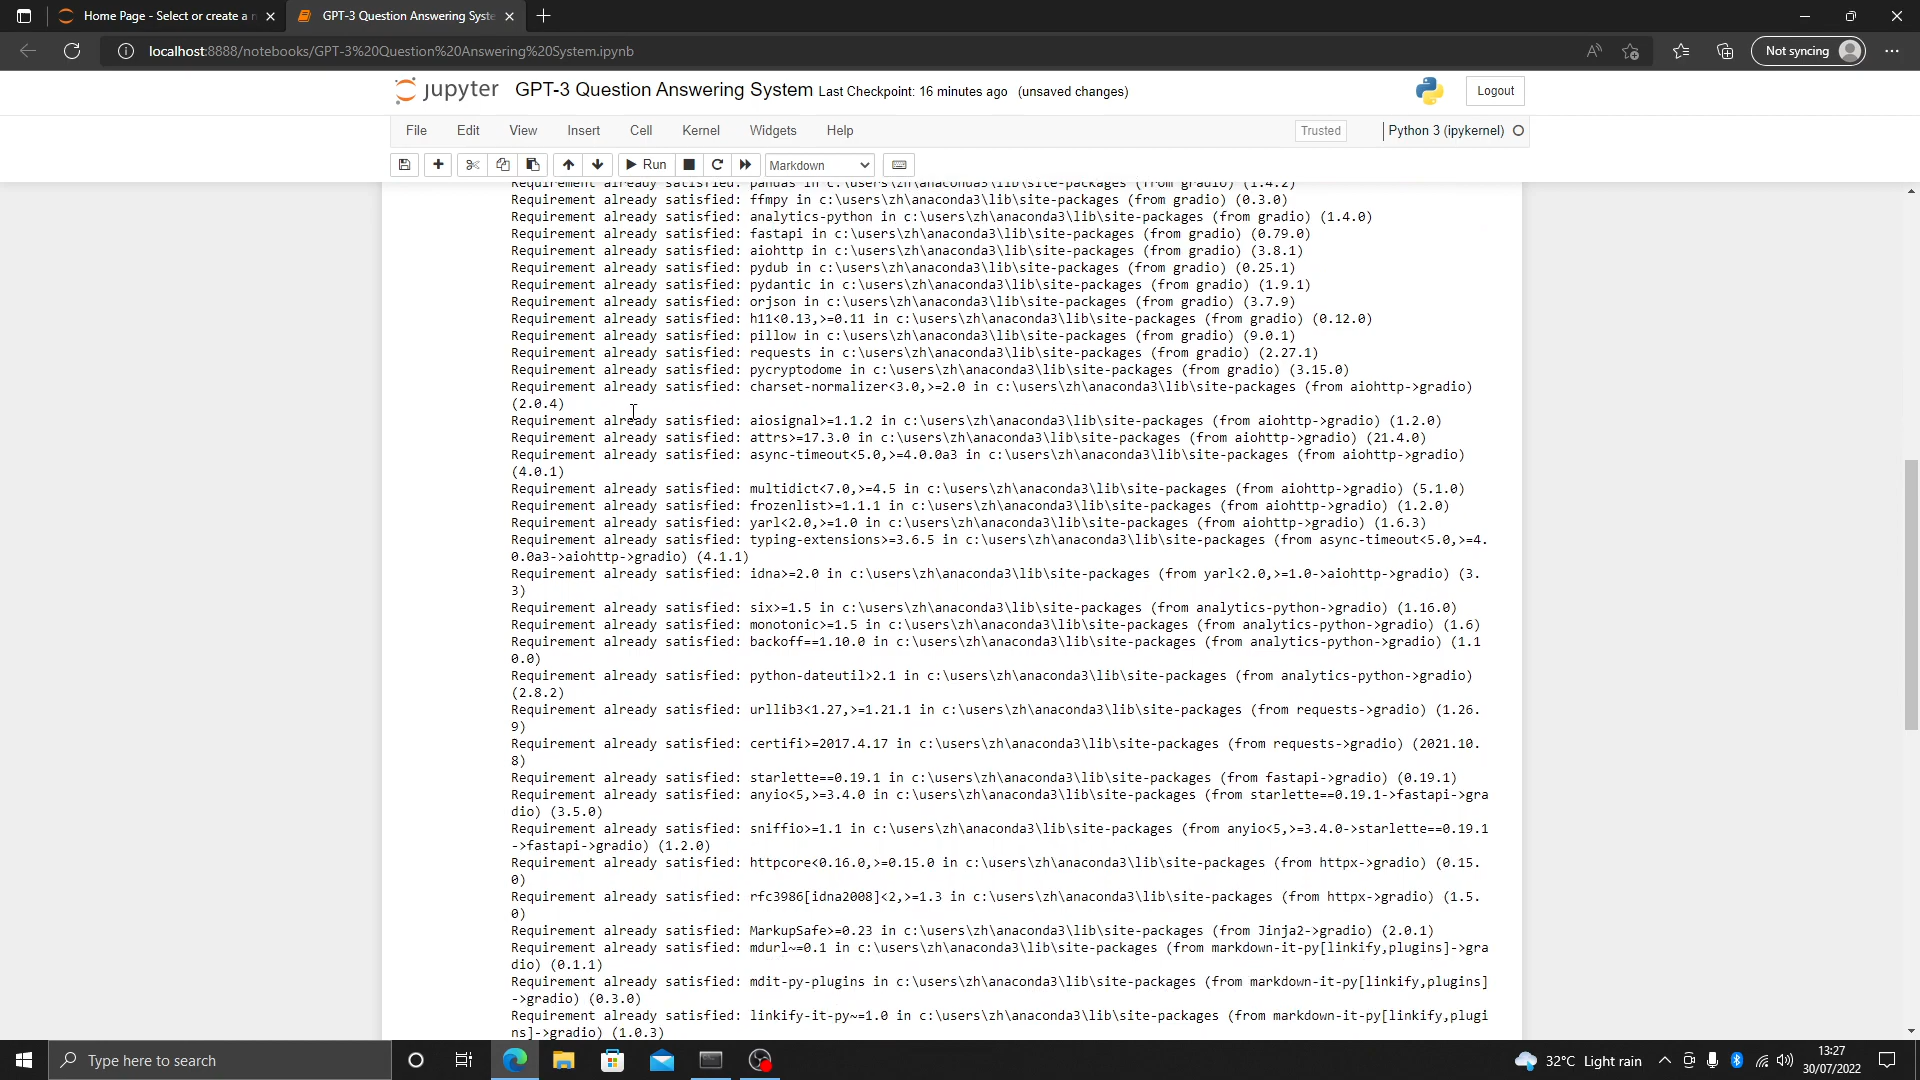 Home Page - Select or create a n
GPT-3 Question Answering Syste
localhost:8888/notebooks/GPT-3%20Question%20Answering%20System.ipynb
Not syncing
jupyter GPT-3 Question Answering System Last Checkpoint: 16 minutes ago (unsaved changes)
Logout
File Edit View Insert Cell Kernel Widgets Help
Trusted
Python 3 (ipykernel)
Run
Markdown
Requirement already satisfied: pandas in c:\users\zh\anaconda3\lib\site-packages (from gradio) (1.4.2)
Requirement already satisfied: ffmpy in c:\users\zh\anaconda3\lib\site-packages (from gradio) (0.3.0)
Requirement already satisfied: analytics-python in c:\users\zh\anaconda3\lib\site-packages (from gradio) (1.4.0)
Requirement already satisfied: fastapi in c:\users\zh\anaconda3\lib\site-packages (from gradio) (0.79.0)
Requirement already satisfied: aiohttp in c:\users\zh\anaconda3\lib\site-packages (from gradio) (3.8.1)
Requirement already satisfied: pydub in c:\users\zh\anaconda3\lib\site-packages (from gradio) (0.25.1)
Requirement already satisfied: pydantic in c:\users\zh\anaconda3\lib\site-packages (from gradio) (1.9.1)
Requirement already satisfied: orjson in c:\users\zh\anaconda3\lib\site-packages (from gradio) (3.7.9)
Requirement already satisfied: h11<0.13,>=0.11 in c:\users\zh\anaconda3\lib\site-packages (from gradio) (0.12.0)
Requirement already satisfied: pillow in c:\users\zh\anaconda3\lib\site-packages (from gradio) (9.0.1)
Requirement already satisfied: requests in c:\users\zh\anaconda3\lib\site-packages (from gradio) (2.27.1)
Requirement already satisfied: pycryptodome in c:\users\zh\anaconda3\lib\site-packages (from gradio) (3.15.0)
Requirement already satisfied: charset-normalizer<3.0,>=2.0 in c:\users\zh\anaconda3\lib\site-packages (from aiohttp->gradio)
(2.0.4)
Requirement already satisfied: aiosignal>=1.1.2 in c:\users\zh\anaconda3\lib\site-packages (from aiohttp->gradio) (1.2.0)
Requirement already satisfied: attrs>=17.3.0 in c:\users\zh\anaconda3\lib\site-packages (from aiohttp->gradio) (21.4.0)
Requirement already satisfied: async-timeout<5.0,>=4.0.0a3 in c:\users\zh\anaconda3\lib\site-packages (from aiohttp->gradio)
(4.0.1)
Requirement already satisfied: multidict<7.0,>=4.5 in c:\users\zh\anaconda3\lib\site-packages (from aiohttp->gradio) (5.1.0)
Requirement already satisfied: frozenlist>=1.1.1 in c:\users\zh\anaconda3\lib\site-packages (from aiohttp->gradio) (1.2.0)
Requirement already satisfied: yarl<2.0,>=1.0 in c:\users\zh\anaconda3\lib\site-packages (from aiohttp->gradio) (1.6.3)
Requirement already satisfied: typing-extensions>=3.6.5 in c:\users\zh\anaconda3\lib\site-packages (from async-timeout<5.0,>=4.
0.0a3->aiohttp->gradio) (4.1.1)
Requirement already satisfied: idna>=2.0 in c:\users\zh\anaconda3\lib\site-packages (from yarl<2.0,>=1.0->aiohttp->gradio) (3.
3)
Requirement already satisfied: six>=1.5 in c:\users\zh\anaconda3\lib\site-packages (from analytics-python->gradio) (1.16.0)
Requirement already satisfied: monotonic>=1.5 in c:\users\zh\anaconda3\lib\site-packages (from analytics-python->gradio) (1.6)
Requirement already satisfied: backoff==1.10.0 in c:\users\zh\anaconda3\lib\site-packages (from analytics-python->gradio) (1.1
0.0)
Requirement already satisfied: python-dateutil>2.1 in c:\users\zh\anaconda3\lib\site-packages (from analytics-python->gradio)
(2.8.2)
Requirement already satisfied: urllib3<1.27,>=1.21.1 in c:\users\zh\anaconda3\lib\site-packages (from requests->gradio) (1.26.
9)
Requirement already satisfied: certifi>=2017.4.17 in c:\users\zh\anaconda3\lib\site-packages (from requests->gradio) (2021.10.
8)
Requirement already satisfied: starlette==0.19.1 in c:\users\zh\anaconda3\lib\site-packages (from fastapi->gradio) (0.19.1)
Requirement already satisfied: anyio<5,>=3.4.0 in c:\users\zh\anaconda3\lib\site-packages (from starlette==0.19.1->fastapi->gra
dio) (3.5.0)
Requirement already satisfied: sniffio>=1.1 in c:\users\zh\anaconda3\lib\site-packages (from anyio<5,>=3.4.0->starlette==0.19.1
->fastapi->gradio) (1.2.0)
Requirement already satisfied: httpcore<0.16.0,>=0.15.0 in c:\users\zh\anaconda3\lib\site-packages (from httpx->gradio) (0.15.
0)
Requirement already satisfied: rfc3986[idna2008]<2,>=1.3 in c:\users\zh\anaconda3\lib\site-packages (from httpx->gradio) (1.5.
0)
Requirement already satisfied: MarkupSafe>=0.23 in c:\users\zh\anaconda3\lib\site-packages (from Jinja2->gradio) (2.0.1)
Requirement already satisfied: mdurl~=0.1 in c:\users\zh\anaconda3\lib\site-packages (from markdown-it-py[linkify,plugins]->gra
dio) (0.1.1)
Requirement already satisfied: mdit-py-plugins in c:\users\zh\anaconda3\lib\site-packages (from markdown-it-py[linkify,plugins]
->gradio) (0.3.0)
Requirement already satisfied: linkify-it-py~=1.0 in c:\users\zh\anaconda3\lib\site-packages (from markdown-it-py[linkify,plugi
ns]->gradio) (1.0.3)
Type here to search
32°C Light rain
13:27
30/07/2022